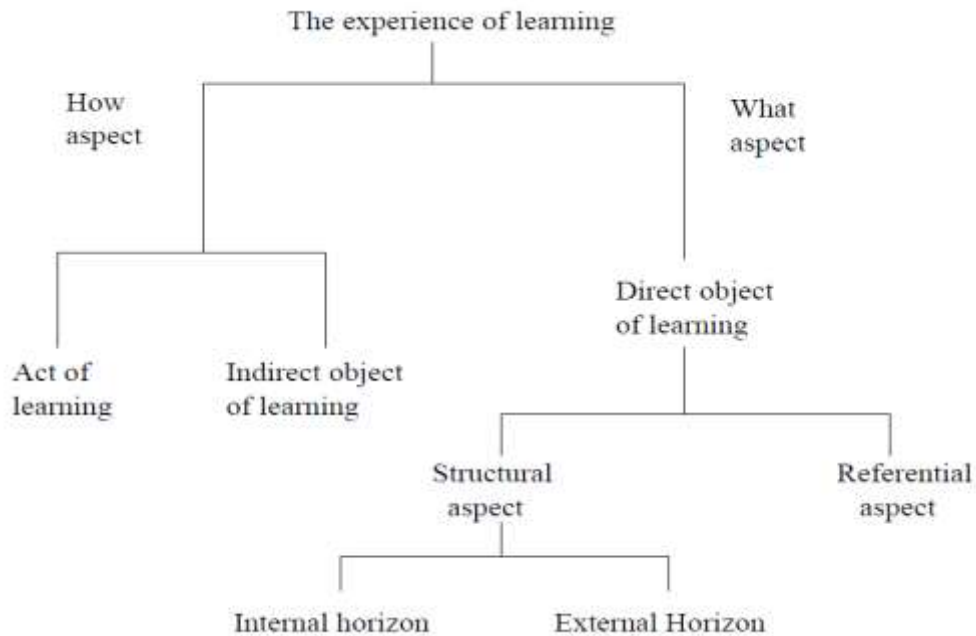 The experience of learning
How
aspect
What
aspect
Direct object
of learning
Act of
learning
Indirect object
of learning
Structural
aspect
Referential
aspect
Internal horizon
External Horizon